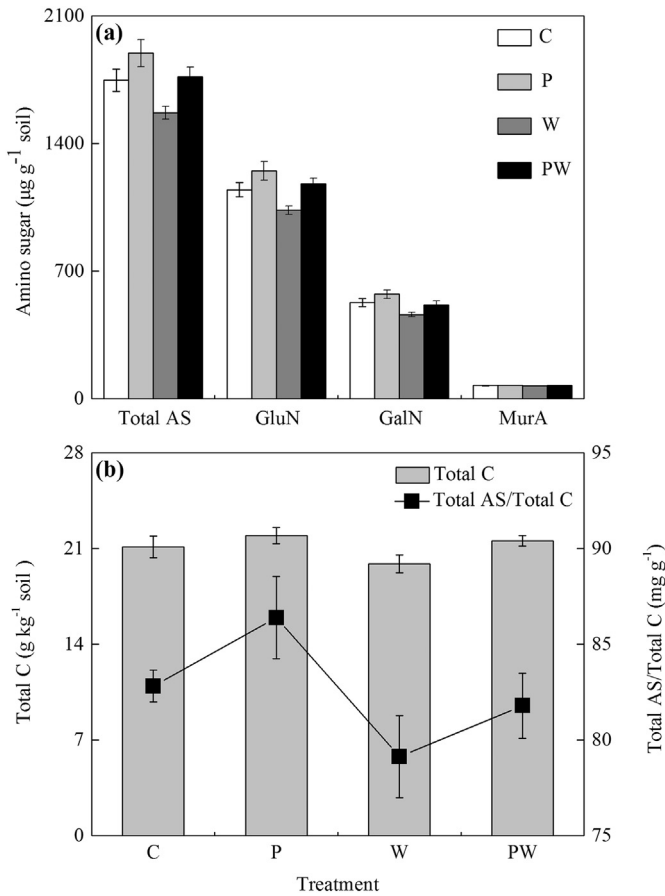 2100
(a)
C
P
W
PW
1400
700
0
Amino sugar (μg g⁻¹ soil)
Total AS GluN GalN MurA
28 95
(b)
Total C
Total AS/Total C
21 90
14 85
7 80
0 75
Total C (g kg⁻¹ soil )
Total AS/Total C (mg g⁻¹)
C P W PW
Treatment